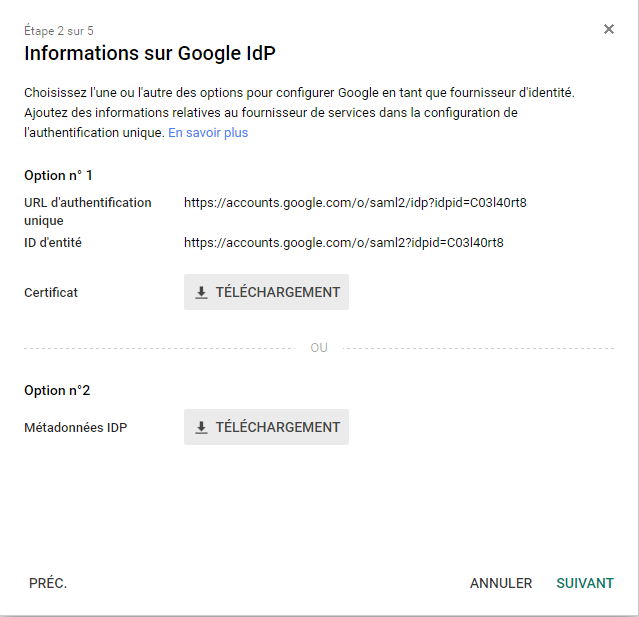 Étape 2 sur 5
Informations sur Google IdP
Choisissez l'une ou l'autre des options pour configurer Google en tant que fournisseur d'identité.
Ajoutez des informations relatives au fournisseur de services dans la configuration de
l'authentification unique. En savoir plus
Option n° 1
URL d'authentification
unique
https://accounts.google.com/o/saml2/idp?idpid=C03l40rt8
ID d'entité
https://accounts.google.com/o/saml2?idpid=C03l40rt8
Certificat
TÉLÉCHARGEMENT
OU
Option n°2
Métadonnées IDP
TÉLÉCHARGEMENT
PRÉC.
ANNULER
SUIVANT